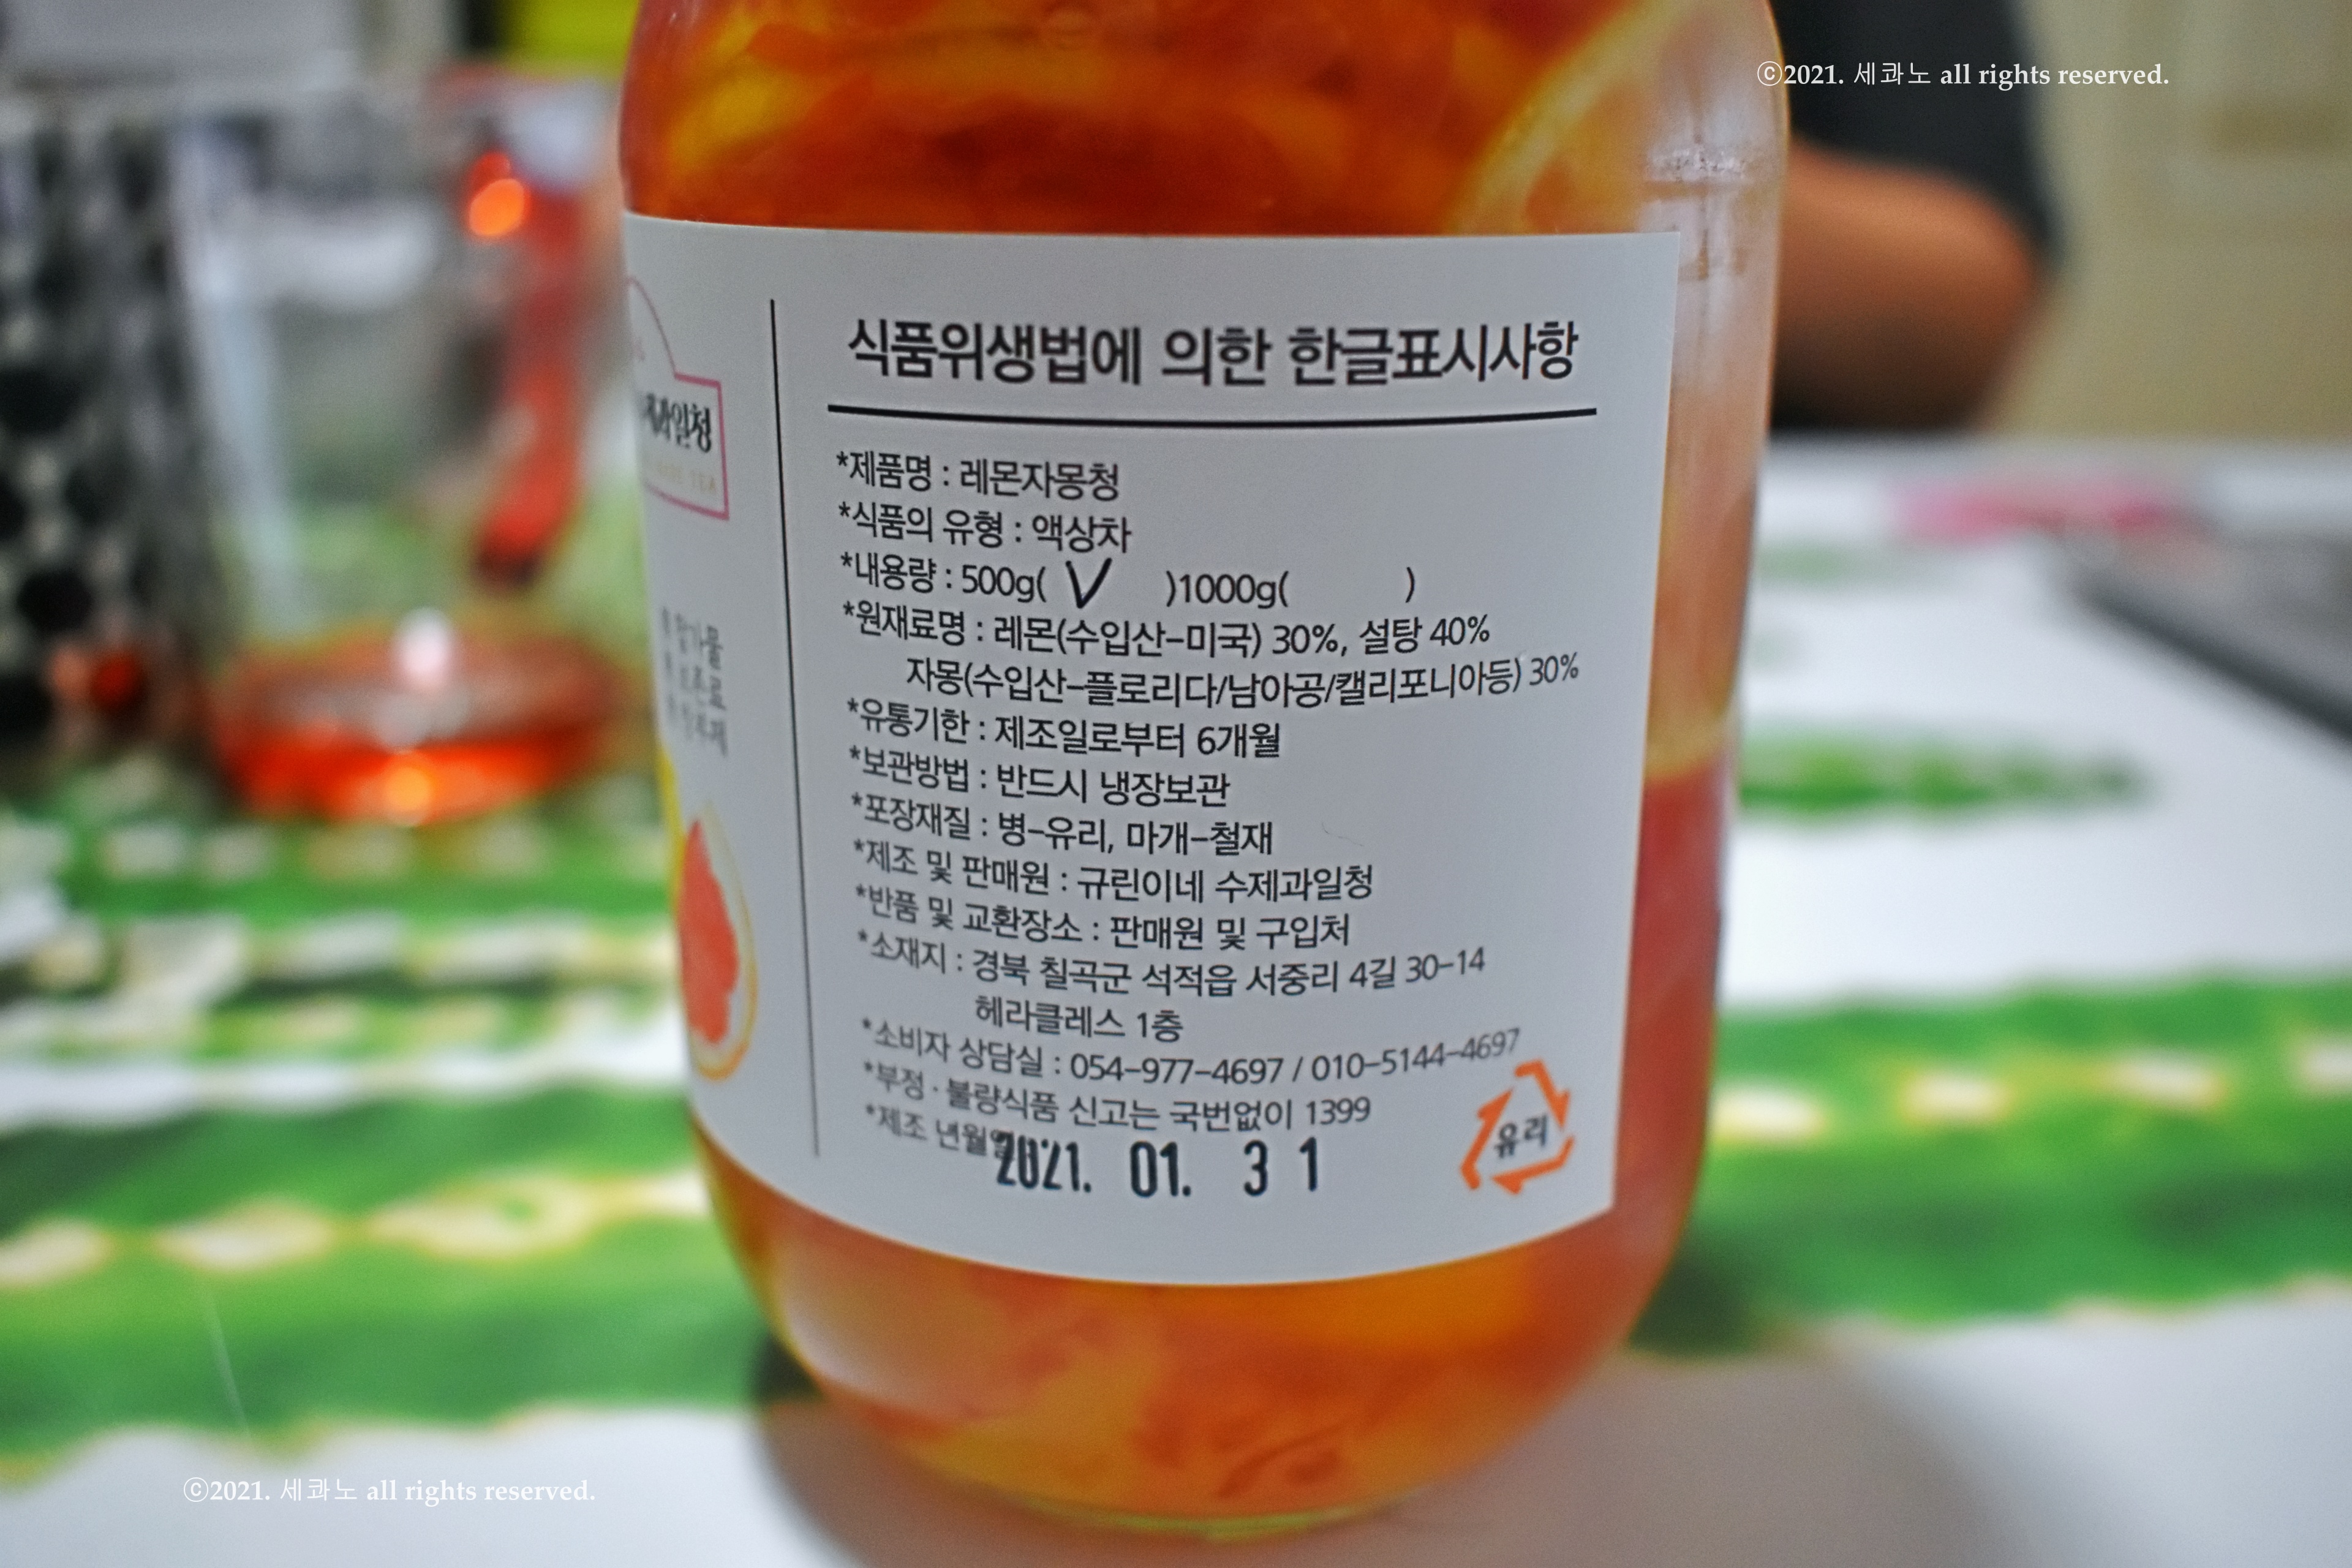 ⓒ2021. 세콰노 all rights reserved.
식품위생법에 의한 한글표시사항
*제품명 : 레몬자몽청
*식품의 유형 : 액상차
*내용량 : 500g( V )1000g( )
*원재료명 : 레몬(수입산-미국) 30%, 설탕 40%
자몽(수입산-플로리다/남아공/캘리포니아등) 30%
*유통기한 : 제조일로부터 6개월
*보관방법 : 반드시 냉장보관
*포장재질 : 병-유리, 마개-철재
*제조 및 판매원 : 규린이네 수제과일청
*반품 및 교환장소 : 판매원 및 구입처
*소재지 : 경북 칠곡군 석적읍 서중리 4길 30-14
헤라클레스 1층
*소비자 상담실 : 054-977-4697 / 010-5144-4697
*부정 · 불량식품 신고는 국번없이 1399
*제조 년월일 2021. 01. 31
유리
제과일청
ⓒ2021. 세콰노 all rights reserved.